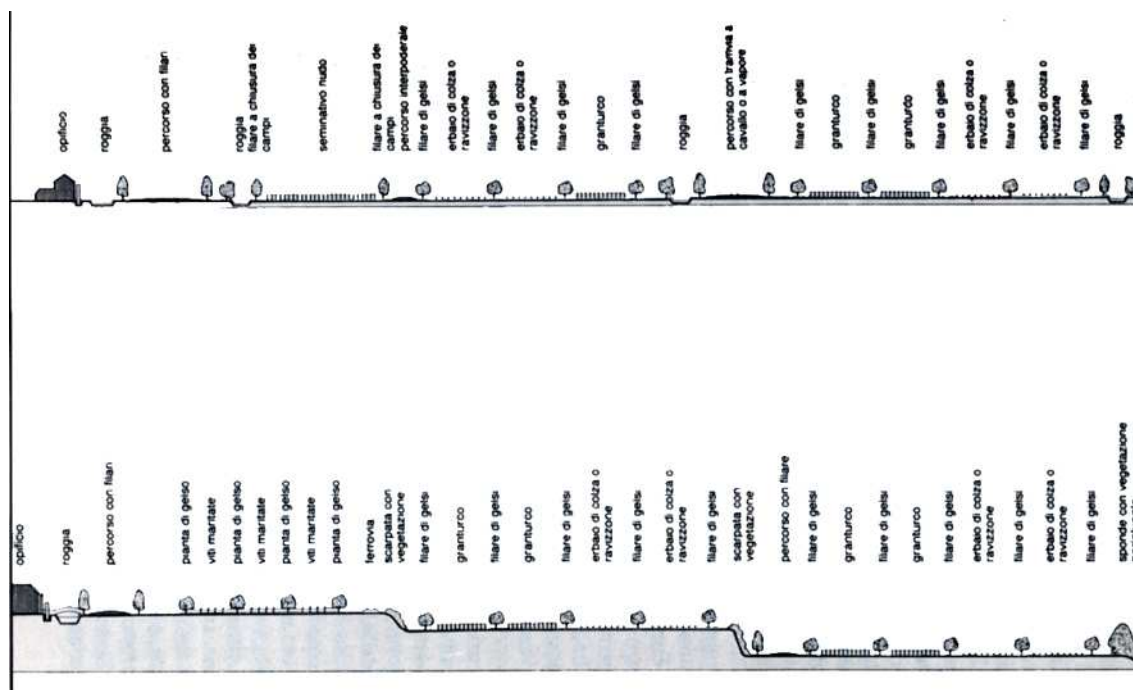 opificio
roggia
percorso con filari
roggia
filare a chiusura dei
campi
seminativo nudo
filare a chiusura dei
campi
percorso interpoderale
filare di gelsi
erbaio di colza o
ravizzone
filare di gelsi
erbaio di colza o
ravizzone
filare di gelsi
granturco
filare di gelsi
roggia
percorso con tramvia a
cavallo o a vapore
filare di gelsi
granturco
filare di gelsi
granturco
filare di gelsi
erbaio di colza o
ravizzone
filare di gelsi
erbaio di colza o
ravizzone
filare di gelsi
roggia
opificio
roggia
percorso con filari
pianta di gelso
viti maritate
pianta di gelso
viti maritate
pianta di gelso
viti maritate
pianta di gelso
ferrovia
scarpata con
vegetazione
filare di gelsi
granturco
filare di gelsi
granturco
filare di gelsi
erbaio di colza o
ravizzone
filare di gelsi
erbaio di colza o
ravizzone
filare di gelsi
scarpata con
vegetazione
percorso con filare
filare di gelsi
granturco
filare di gelsi
granturco
filare di gelsi
erbaio di colza o
ravizzone
filare di gelsi
erbaio di colza o
ravizzone
filare di gelsi
sponde con vegetazione